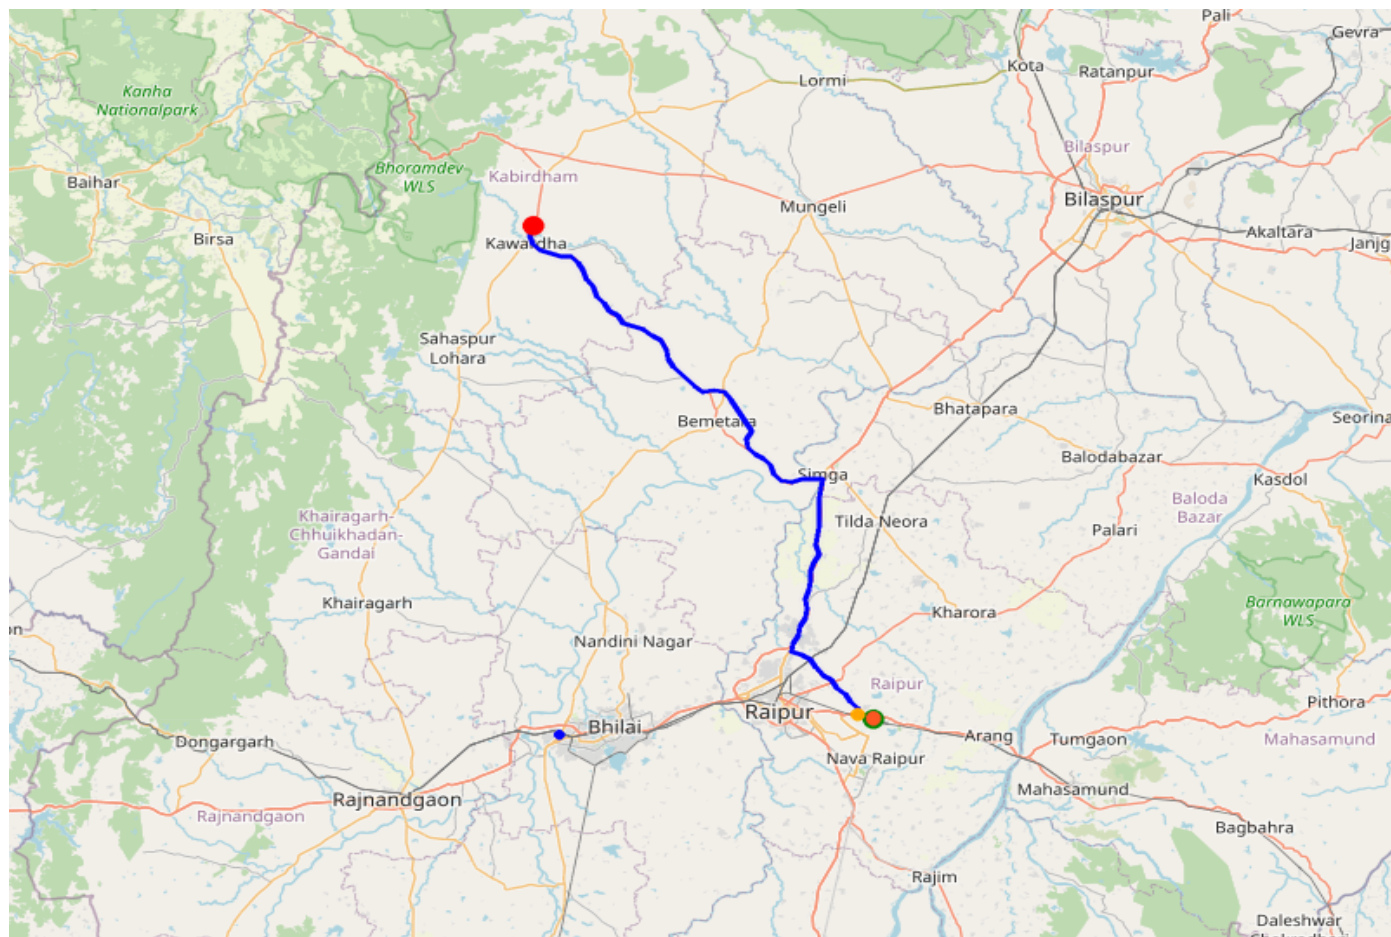 Pali
Gevra
Kota
Ratanpur
Lormi
Kanha
Nationalpark
Bilaspur
Bhoramdev
WLS
Kabirdham
Baihar
Bilaspur
Mungeli
Birsa
Kawardha
Akaltara
Janjg
Sahaspur
Lohara
Bhatapara
Seorina
Bemetara
Balodabazar
Simga
Kasdol
Baloda
Bazar
Khairagarh-
Chhuikhadan-
Gandai
Tilda Neora
Palari
Khairagarh
Kharora
Barnawapara
WLS
on
Nandini Nagar
Raipur
Pithora
Raipur
Bhilai
Dongargarh
Arang
Tumgaon
Mahasamund
Nava Raipur
Rajnandgaon
Mahasamund
Rajnandgaon
Bagbahra
Rajim
Daleshwar